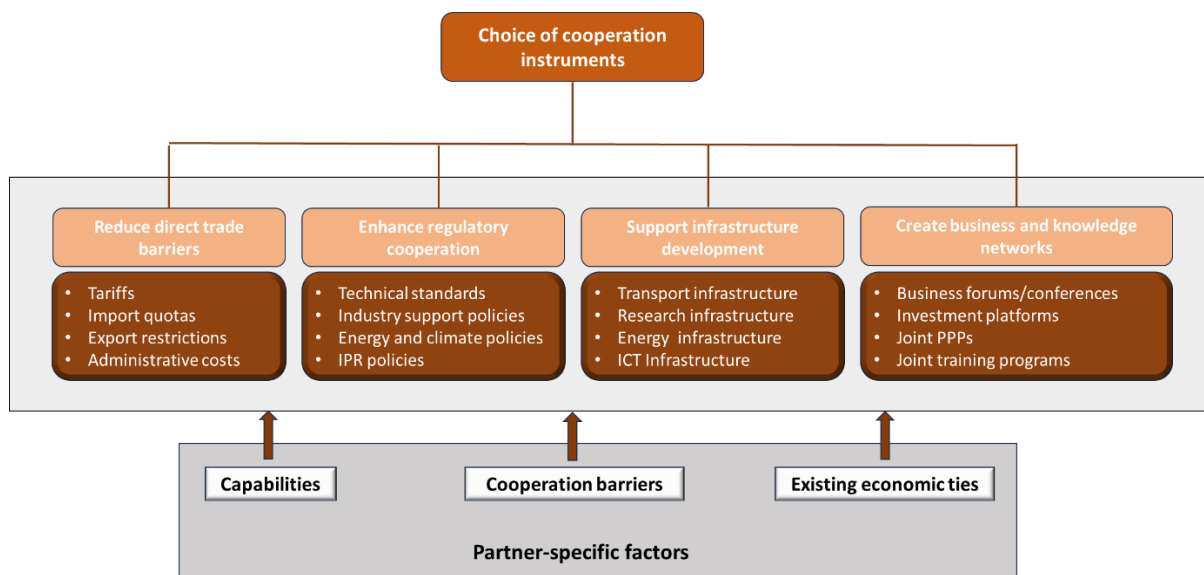 Choice of cooperation
instruments
Reduce direct trade
barriers
Enhance regulatory
cooperation
Support infrastructure
development
Create business and knowledge
networks
• Tariffs
• Import quotas
• Export restrictions
• Administrative costs
• Technical standards
• Industry support policies
• Energy and climate policies
• IPR policies
• Transport infrastructure
• Research infrastructure
• Energy infrastructure
• ICT Infrastructure
• Business forums/conferences
• Investment platforms
• Joint PPPs
• Joint training programs
Capabilities
Cooperation barriers
Existing economic ties
Partner-specific factors